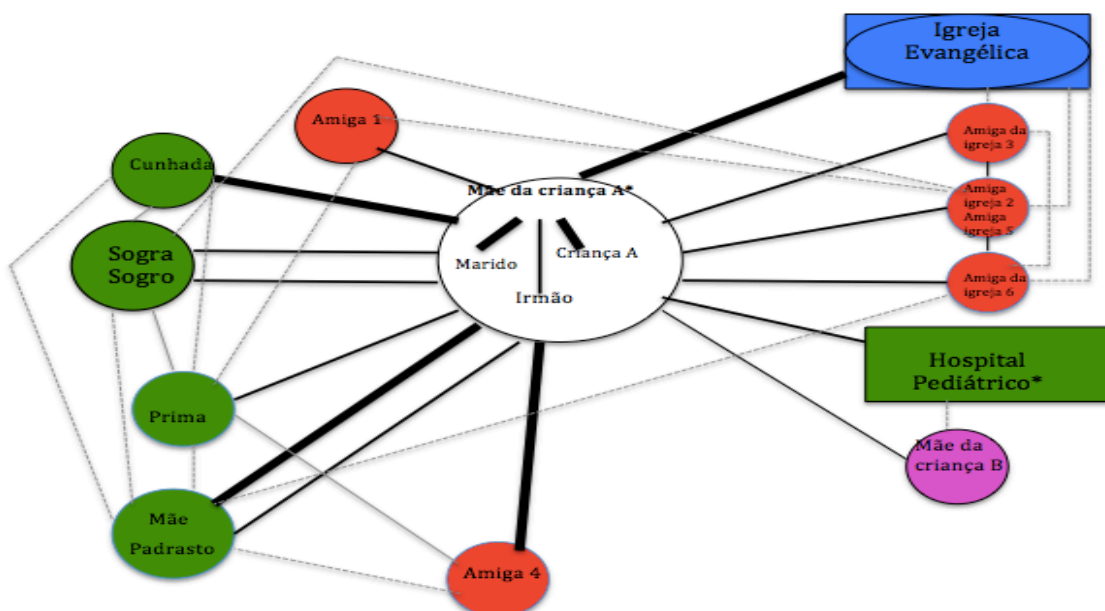 Igreja
Evangélica
Amiga 1
Amiga da
igreja 3
Cunhada
Mãe da criança A*
Amiga
igreja 2
Amiga
igreja 5
Sogra
Sogro
Marido
Criança A
Irmão
Amiga da
igreja 6
Hospital
Pediátrico*
Prima
Mãe da
criança B
Mãe
Padrasto
Amiga 4